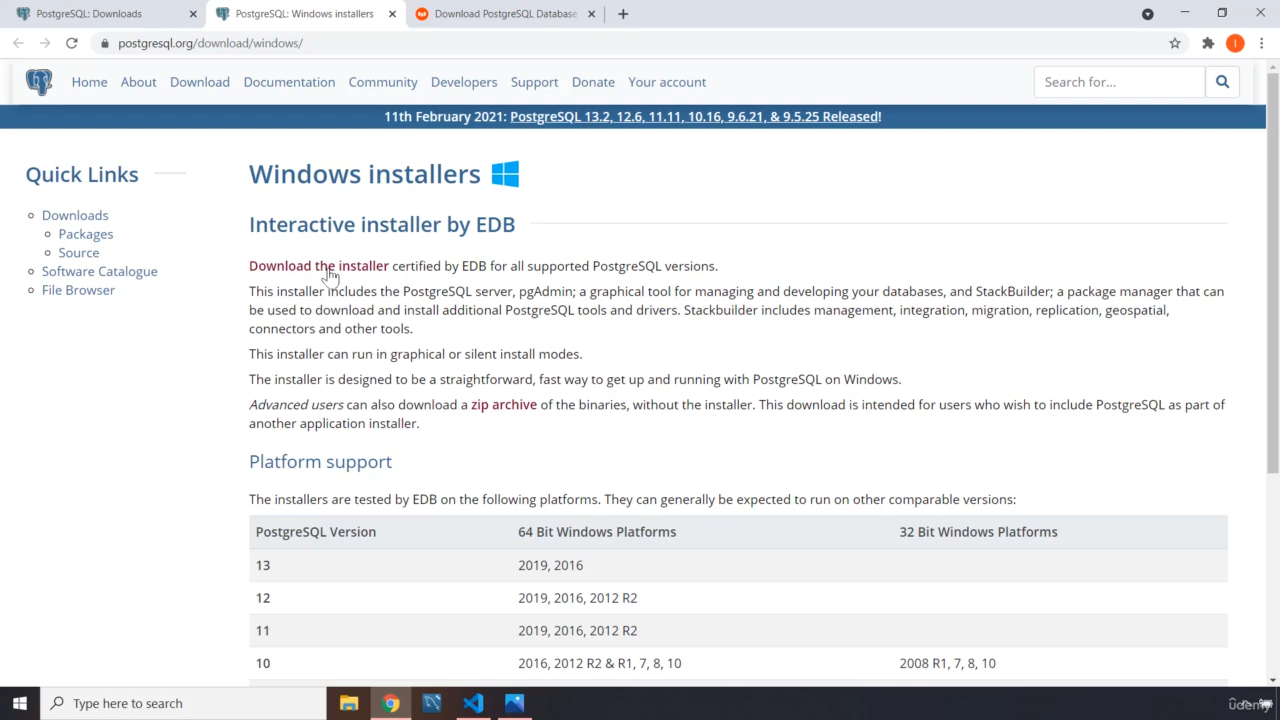 PostgreSQL: Downloads
PostgreSQL: Windows installers
Download PostgreSQL Database
postgresql.org/download/windows/
Home About Download Documentation Community Developers Support Donate Your account
Search for...
11th February 2021: PostgreSQL 13.2, 12.6, 11.11, 10.16, 9.6.21, & 9.5.25 Released!
Quick Links
Downloads
Packages
Source
Software Catalogue
File Browser
Windows installers
Interactive installer by EDB
Download the installer certified by EDB for all supported PostgreSQL versions.
This installer includes the PostgreSQL server, pgAdmin; a graphical tool for managing and developing your databases, and StackBuilder; a package manager that can
be used to download and install additional PostgreSQL tools and drivers. Stackbuilder includes management, integration, migration, replication, geospatial,
connectors and other tools.
This installer can run in graphical or silent install modes.
The installer is designed to be a straightforward, fast way to get up and running with PostgreSQL on Windows.
Advanced users can also download a zip archive of the binaries, without the installer. This download is intended for users who wish to include PostgreSQL as part of
another application installer.
Platform support
The installers are tested by EDB on the following platforms. They can generally be expected to run on other comparable versions:
PostgreSQL Version 64 Bit Windows Platforms 32 Bit Windows Platforms
13 2019, 2016
12 2019, 2016, 2012 R2
11 2019, 2016, 2012 R2
10 2016, 2012 R2 & R1, 7, 8, 10 2008 R1, 7, 8, 10
Type here to search
udemy